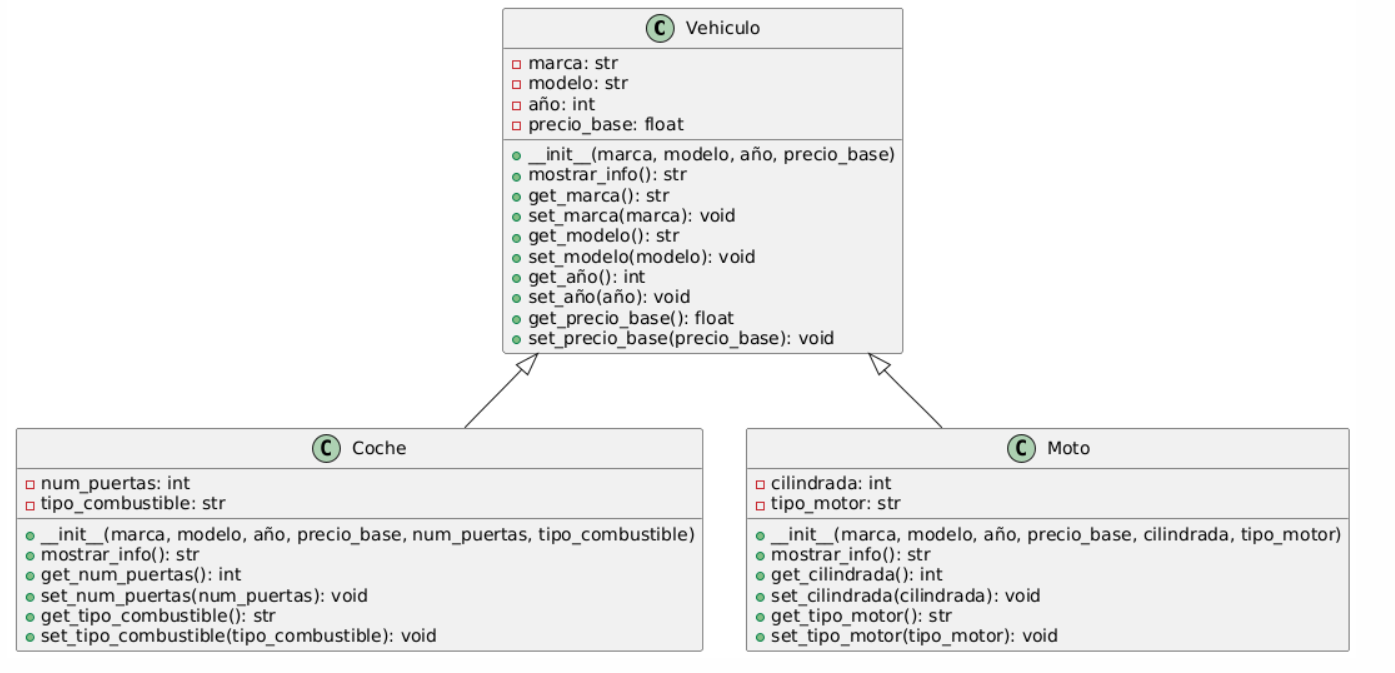 C Vehiculo
marca: str
modelo: str
año: int
precio_base: float
__init__(marca, modelo, año, precio_base)
mostrar_info(): str
get_marca(): str
set_marca(marca): void
get_modelo(): str
set_modelo(modelo): void
get_año(): int
set_año(año): void
get_precio_base(): float
set_precio_base(precio_base): void
C Coche
num_puertas: int
tipo_combustible: str
__init__(marca, modelo, año, precio_base, num_puertas, tipo_combustible)
mostrar_info(): str
get_num_puertas(): int
set_num_puertas(num_puertas): void
get_tipo_combustible(): str
set_tipo_combustible(tipo_combustible): void
C Moto
cilindrada: int
tipo_motor: str
__init__(marca, modelo, año, precio_base, cilindrada, tipo_motor)
mostrar_info(): str
get_cilindrada(): int
set_cilindrada(cilindrada): void
get_tipo_motor(): str
set_tipo_motor(tipo_motor): void